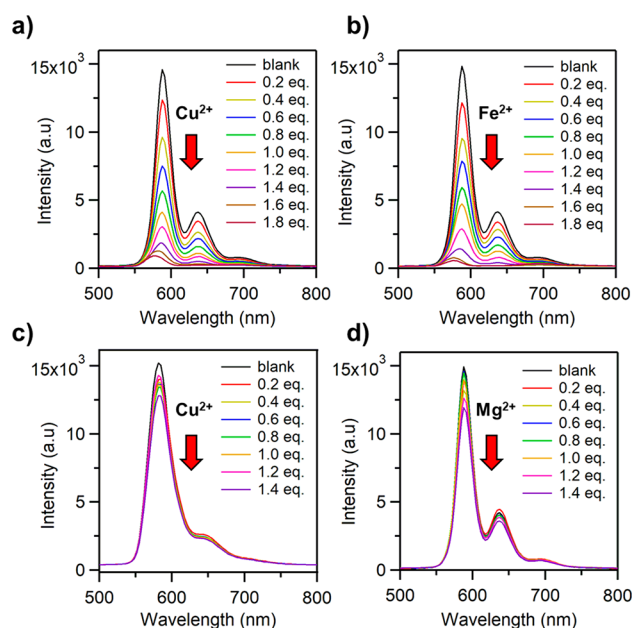 a)
15x10³
10
5
0
Intensity (a.u)
500 600 700 800
Wavelength (nm)
Cu²⁺
blank
0.2 eq.
0.4 eq.
0.6 eq.
0.8 eq.
1.0 eq.
1.2 eq.
1.4 eq.
1.6 eq.
1.8 eq.
b)
15x10³
10
5
0
Intensity (a.u)
500 600 700 800
Wavelength (nm)
Fe²⁺
blank
0.2 eq.
0.4 eq.
0.6 eq.
0.8 eq.
1.0 eq.
1.2 eq.
1.4 eq
1.6 eq.
1.8 eq.
c)
15x10³
10
5
0
Intensity (a.u)
500 600 700 800
Wavelength (nm)
Cu²⁺
blank
0.2 eq.
0.4 eq.
0.6 eq.
0.8 eq.
1.0 eq.
1.2 eq.
1.4 eq.
d)
15x10³
10
5
0
Intensity (a.u)
500 600 700 800
Wavelength (nm)
Mg²⁺
blank
0.2 eq.
0.4 eq.
0.6 eq.
0.8 eq.
1.0 eq.
1.2 eq.
1.4 eq.